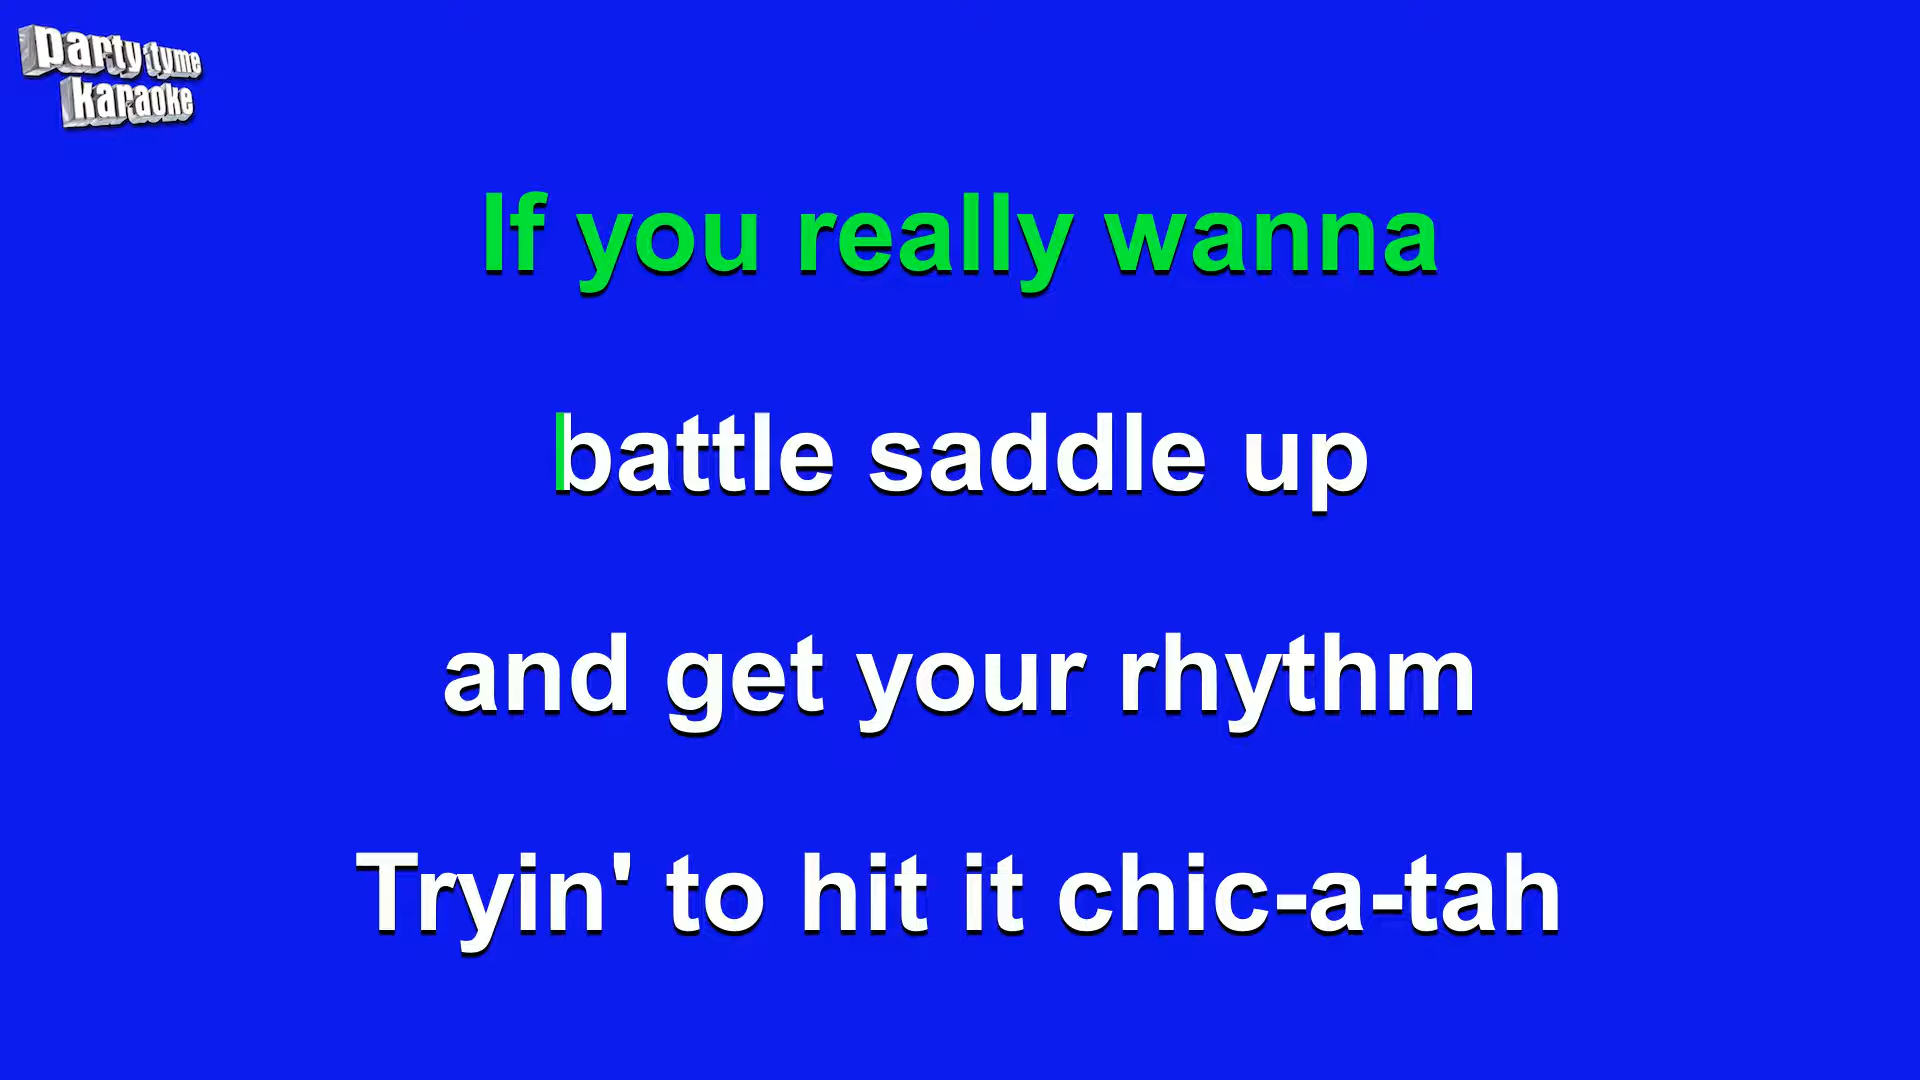 party tyme
karaoke
If you really wanna
battle saddle up
and get your rhythm
Tryin' to hit it chic-a-tah